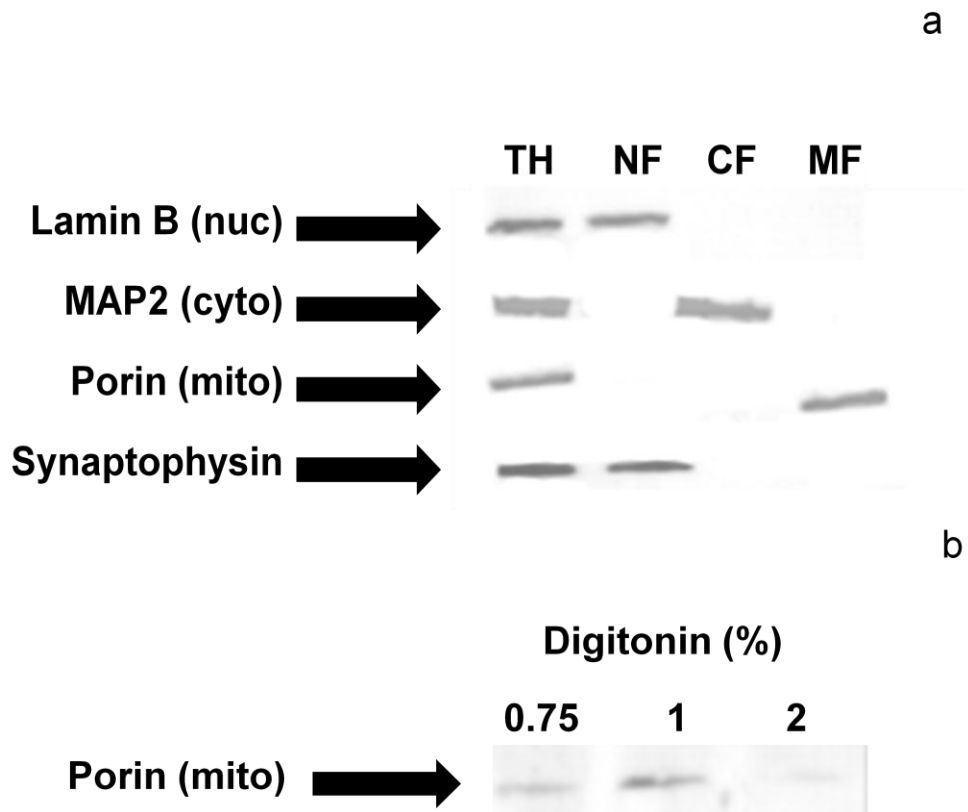 a
TH NF CF MF
Lamin B (nuc)
MAP2 (cyto)
Porin (mito)
Synaptophysin
b
Digitonin (%)
0.75 1 2
Porin (mito)